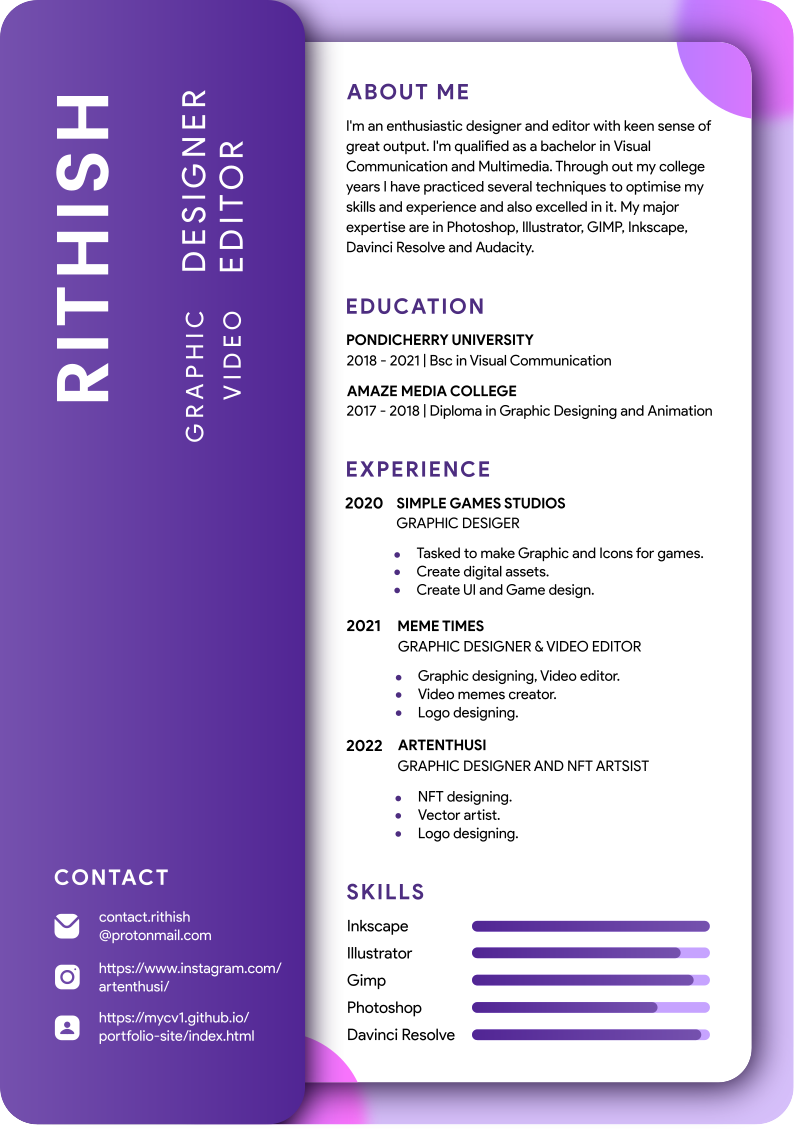 RITHISH
GRAPHIC DESIGNER
VIDEO EDITOR
CONTACT
contact.rithish
@protonmail.com
https://www.instagram.com/
artenthusi/
https://mycv1.github.io/
portfolio-site/index.html
ABOUT ME
I'm an enthusiastic designer and editor with keen sense of
great output. I'm qualified as a bachelor in Visual
Communication and Multimedia. Through out my college
years I have practiced several techniques to optimise my
skills and experience and also excelled in it. My major
expertise are in Photoshop, Illustrator, GIMP, Inkscape,
Davinci Resolve and Audacity.
EDUCATION
PONDICHERRY UNIVERSITY
2018 - 2021 | Bsc in Visual Communication
AMAZE MEDIA COLLEGE
2017 - 2018 | Diploma in Graphic Designing and Animation
EXPERIENCE
2020 SIMPLE GAMES STUDIOS
GRAPHIC DESIGER
• Tasked to make Graphic and Icons for games.
• Create digital assets.
• Create UI and Game design.
2021 MEME TIMES
GRAPHIC DESIGNER & VIDEO EDITOR
• Graphic designing, Video editor.
• Video memes creator.
• Logo designing.
2022 ARTENTHUSI
GRAPHIC DESIGNER AND NFT ARTSIST
• NFT designing.
• Vector artist.
• Logo designing.
SKILLS
Inkscape
Illustrator
Gimp
Photoshop
Davinci Resolve